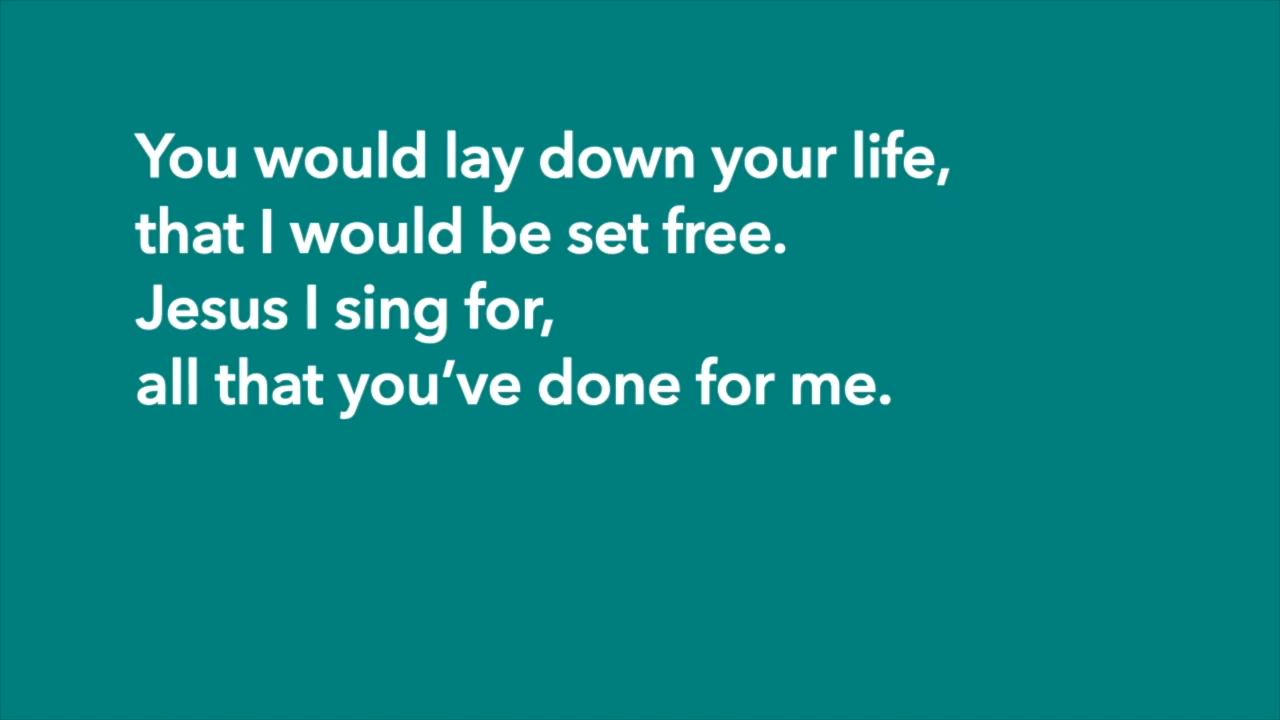 You would lay down your life,
that I would be set free.
Jesus I sing for,
all that you’ve done for me.